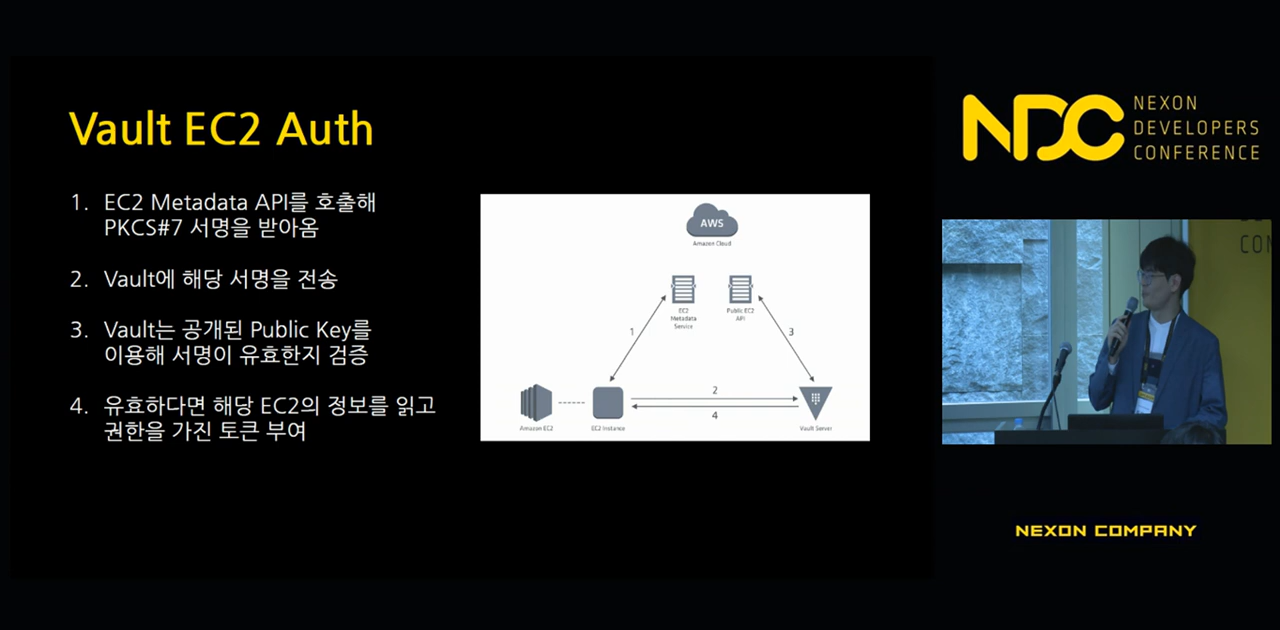 Vault EC2 Auth
1. EC2 Metadata API를 호출해
PKCS#7 서명을 받아옴
2. Vault에 해당 서명을 전송
3. Vault는 공개된 Public Key를
이용해 서명이 유효한지 검증
4. 유효하다면 해당 EC2의 정보를 읽고
권한을 가진 토큰 부여
AWS
Amazon Cloud
EC2
Metadata
Service
Public EC2
API
1
3
2
4
Amazon EC2
EC2 Instance
Vault Server
NDC
NEXON
DEVELOPERS
CONFERENCE
CON
NEXON COMPANY